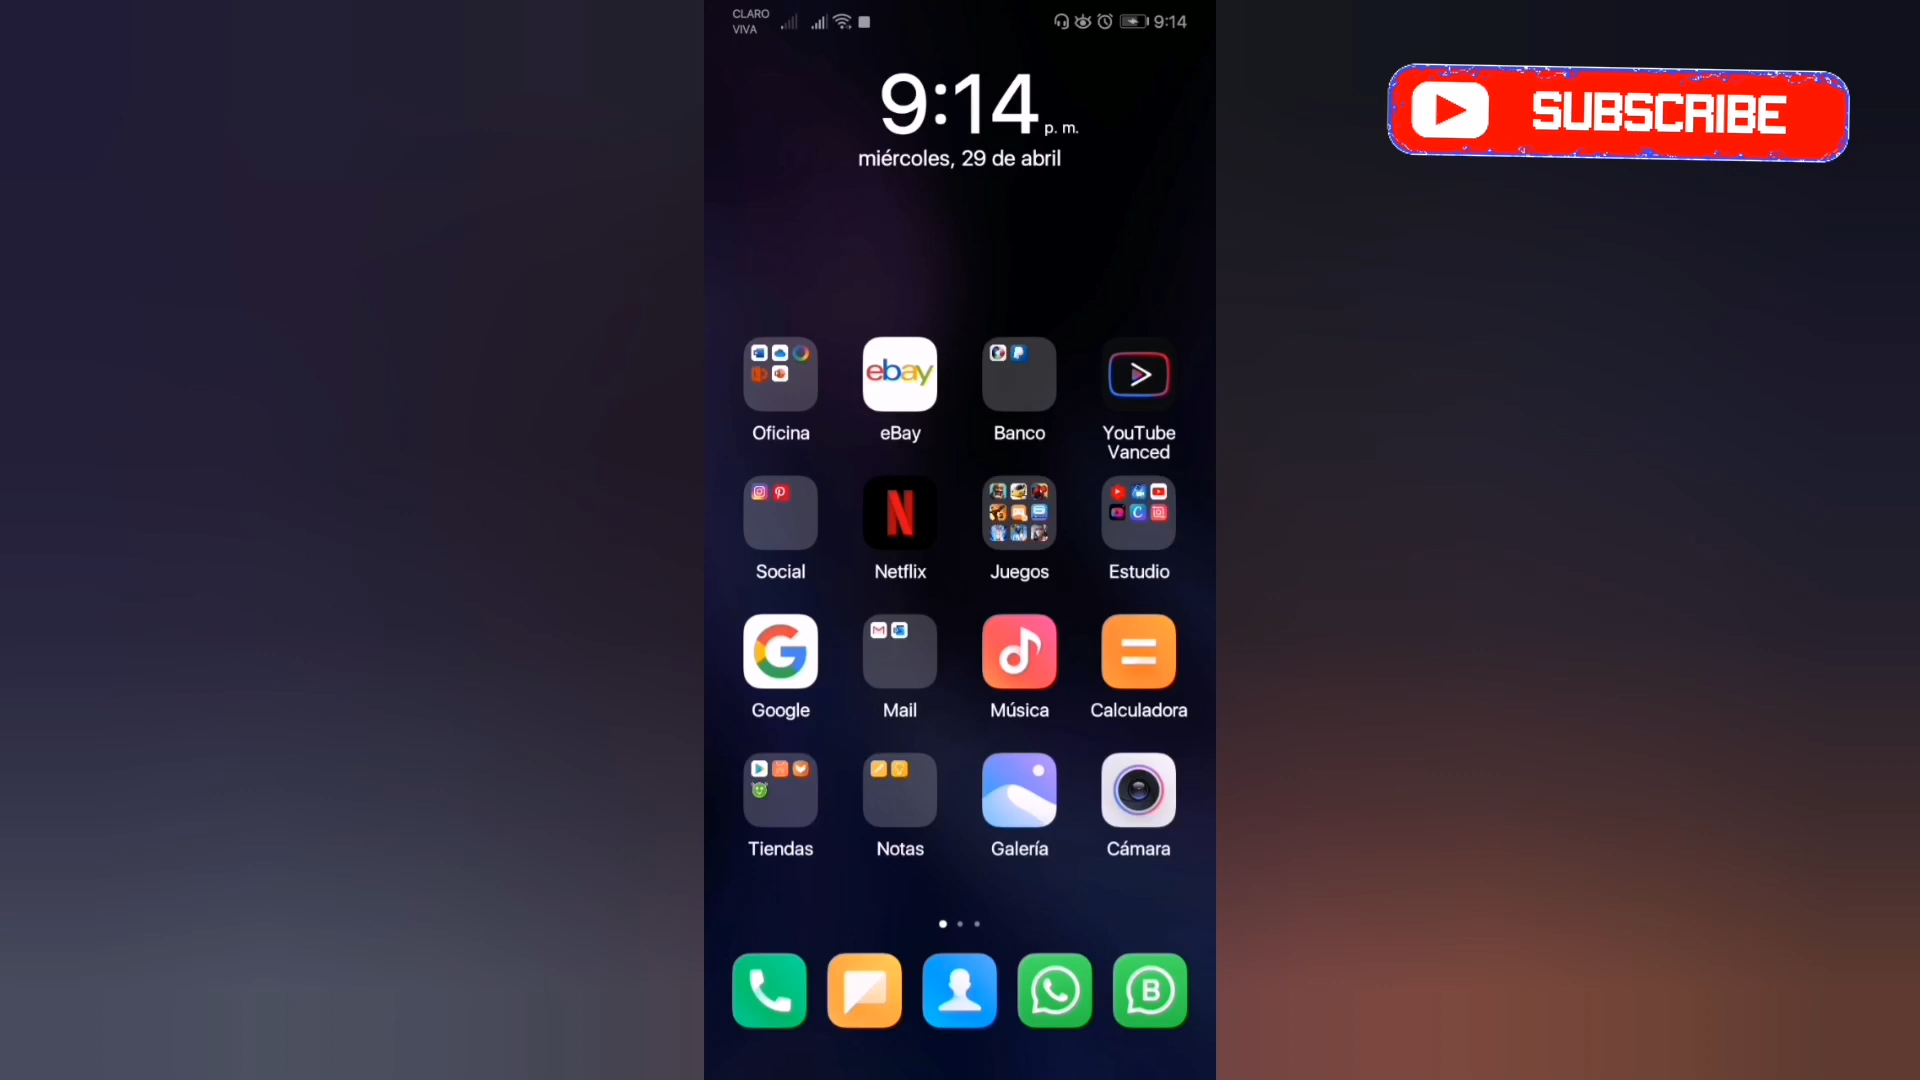 CLARO
VIVA
9:14
9:14 p. m.
miércoles, 29 de abril
SUBSCRIBE
ebay
Oficina
eBay
Banco
YouTube
Vanced
Social
Netflix
Juegos
Estudio
Google
Mail
Música
Calculadora
Tiendas
Notas
Galería
Cámara
B